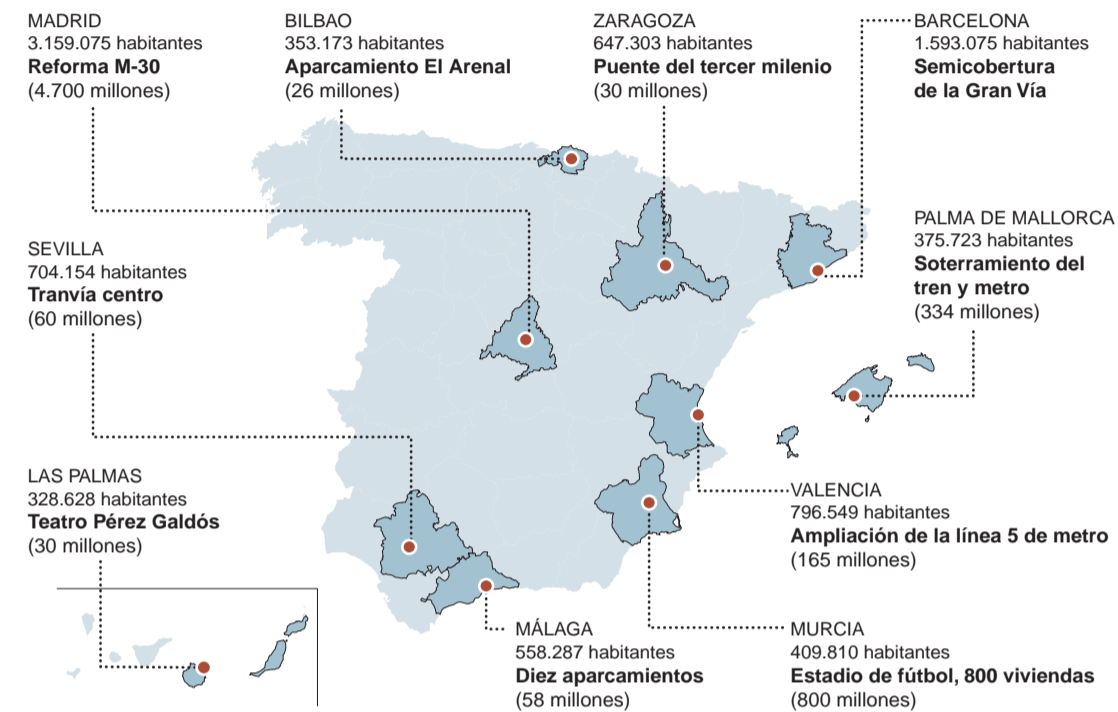 MADRID
3.159.075 habitantes
Reforma M-30
(4.700 millones)
BILBAO
353.173 habitantes
Aparcamiento El Arenal
(26 millones)
ZARAGOZA
647.303 habitantes
Puente del tercer milenio
(30 millones)
BARCELONA
1.593.075 habitantes
Semicobertura
de la Gran Vía
PALMA DE MALLORCA
375.723 habitantes
Soterramiento del
tren y metro
(334 millones)
SEVILLA
704.154 habitantes
Tranvía centro
(60 millones)
LAS PALMAS
328.628 habitantes
Teatro Pérez Galdós
(30 millones)
VALENCIA
796.549 habitantes
Ampliación de la línea 5 de metro
(165 millones)
MÁLAGA
558.287 habitantes
Diez aparcamientos
(58 millones)
MURCIA
409.810 habitantes
Estadio de fútbol, 800 viviendas
(800 millones)